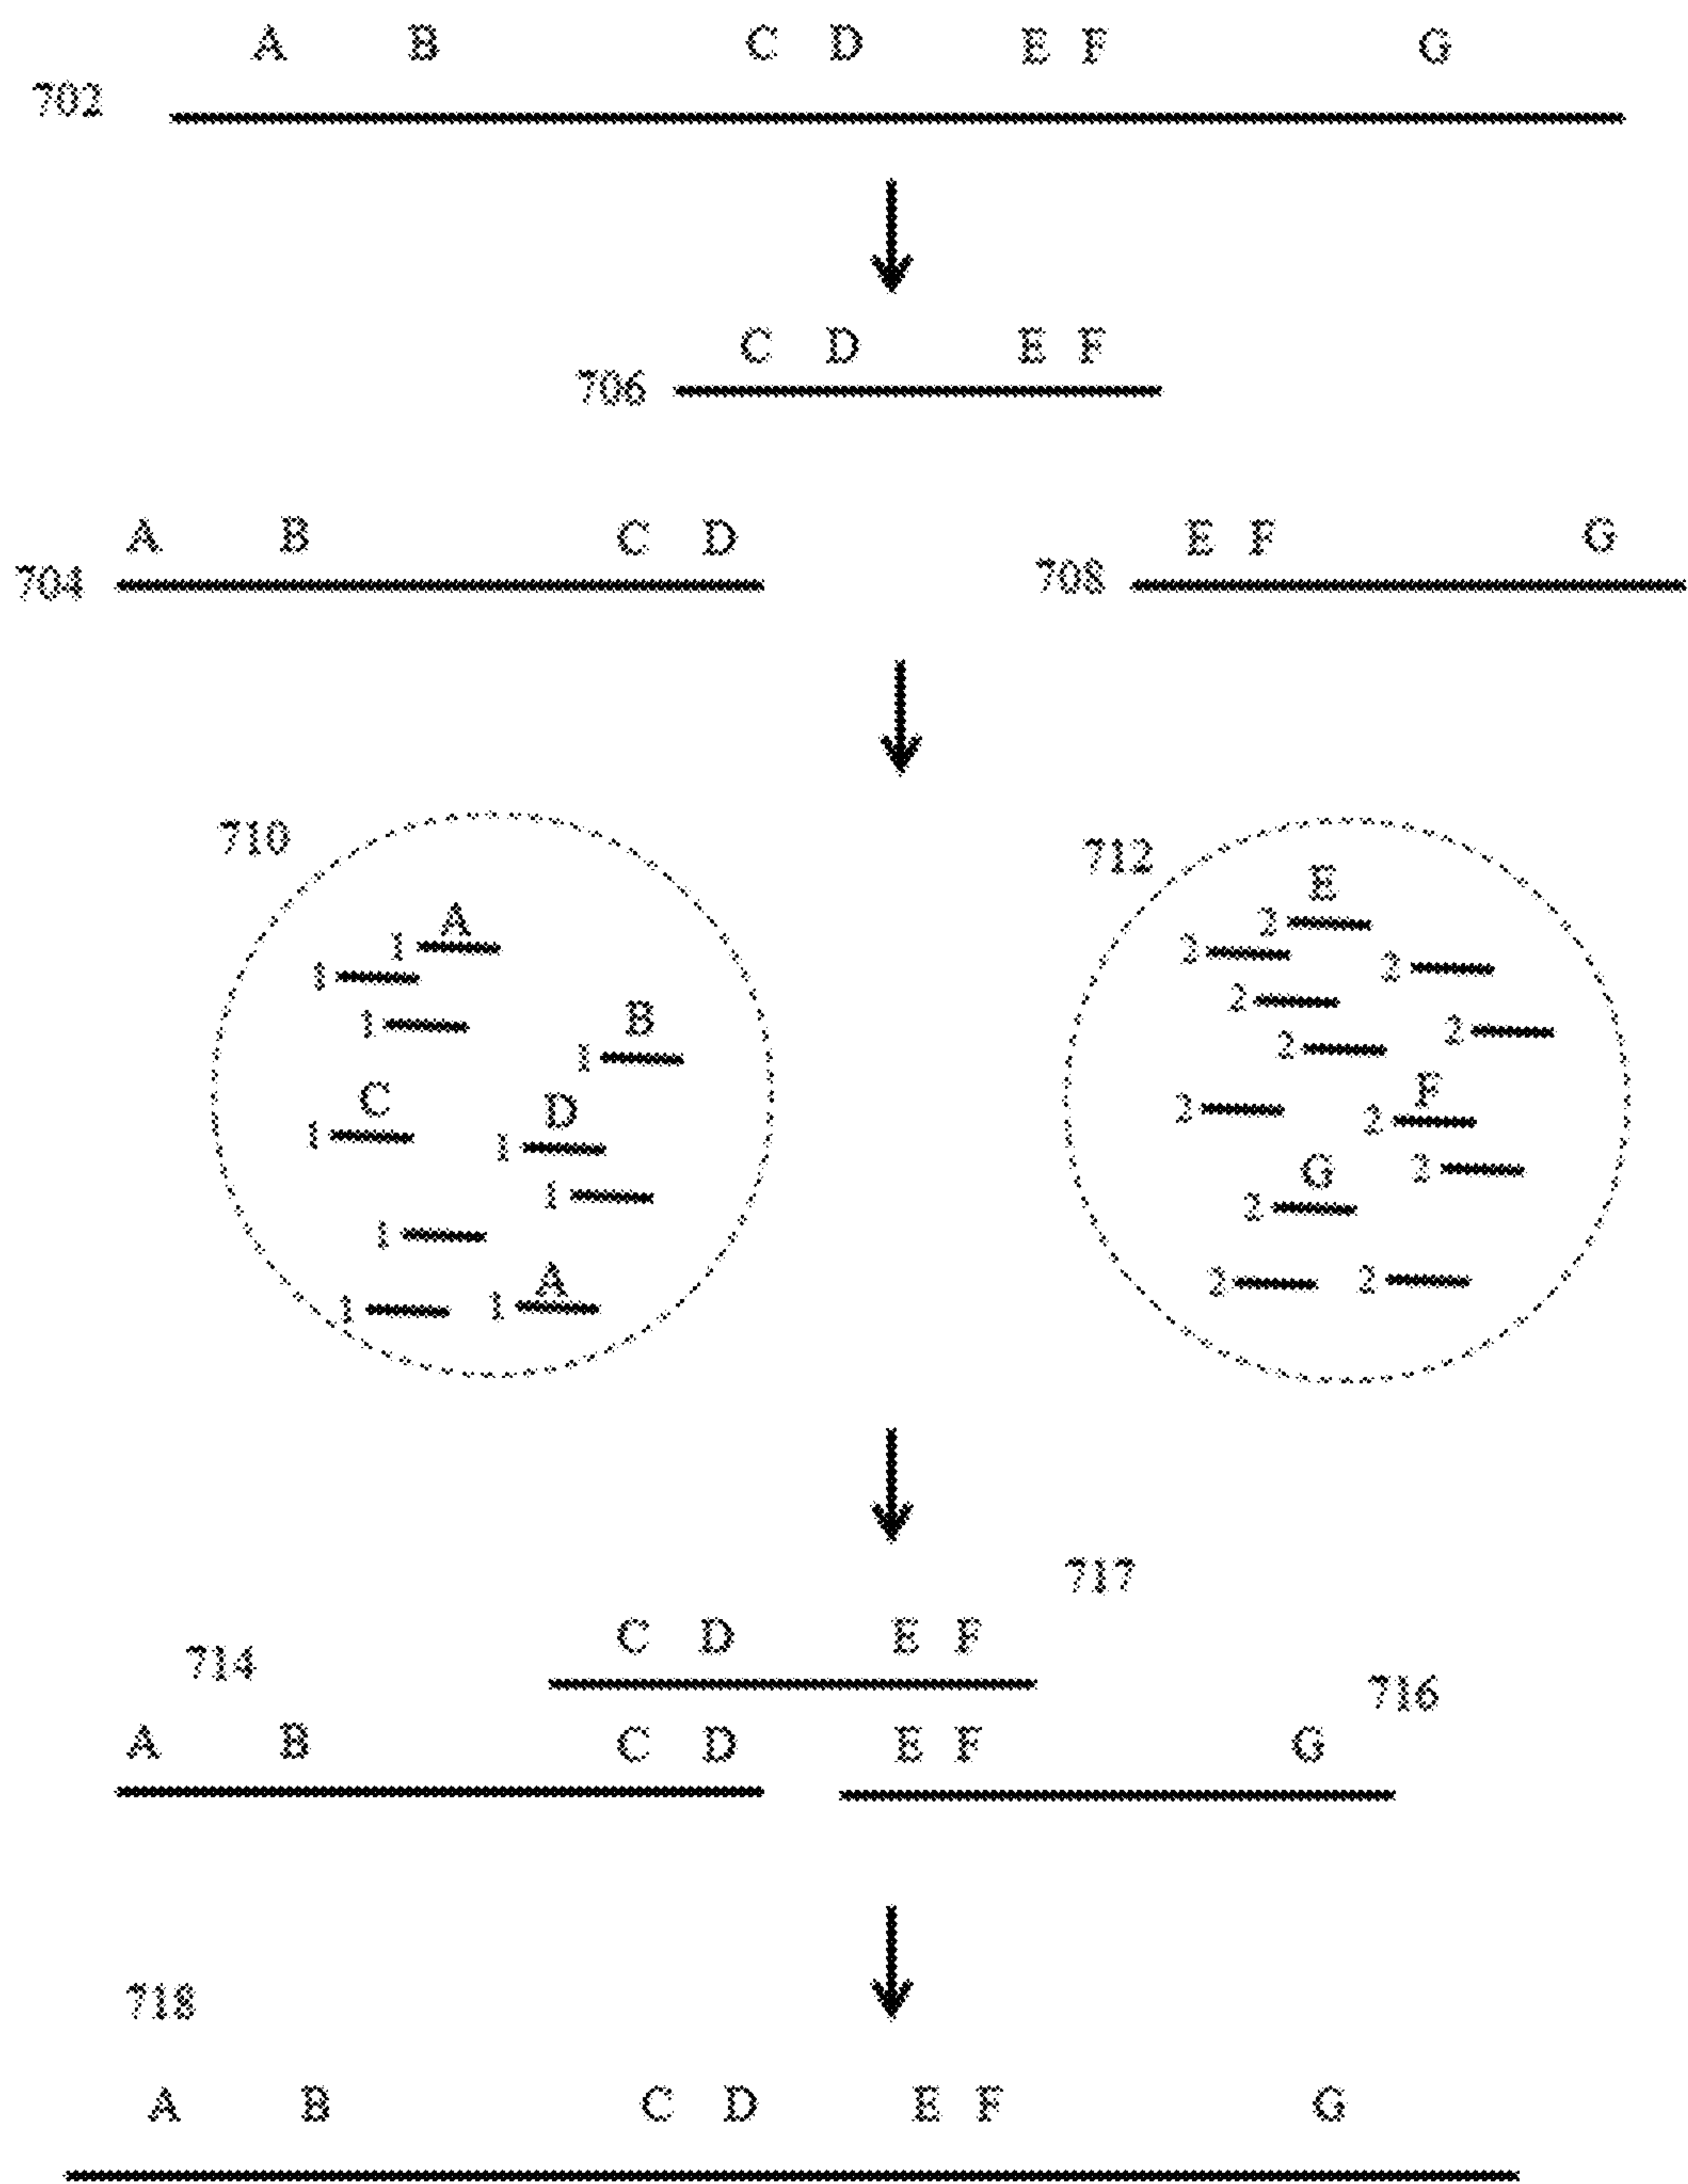 A B C D E F G
702
C D E F
706
A B C D E F G
704 708
710 712
A E
1 2
1 2 2
1 2
B 2
1 2
C D F
1 1 2 2
1 G 2
1 2
A
1 1 2 2
717
C D E F
714 716
A B C D E F G
718
A B C D E F G